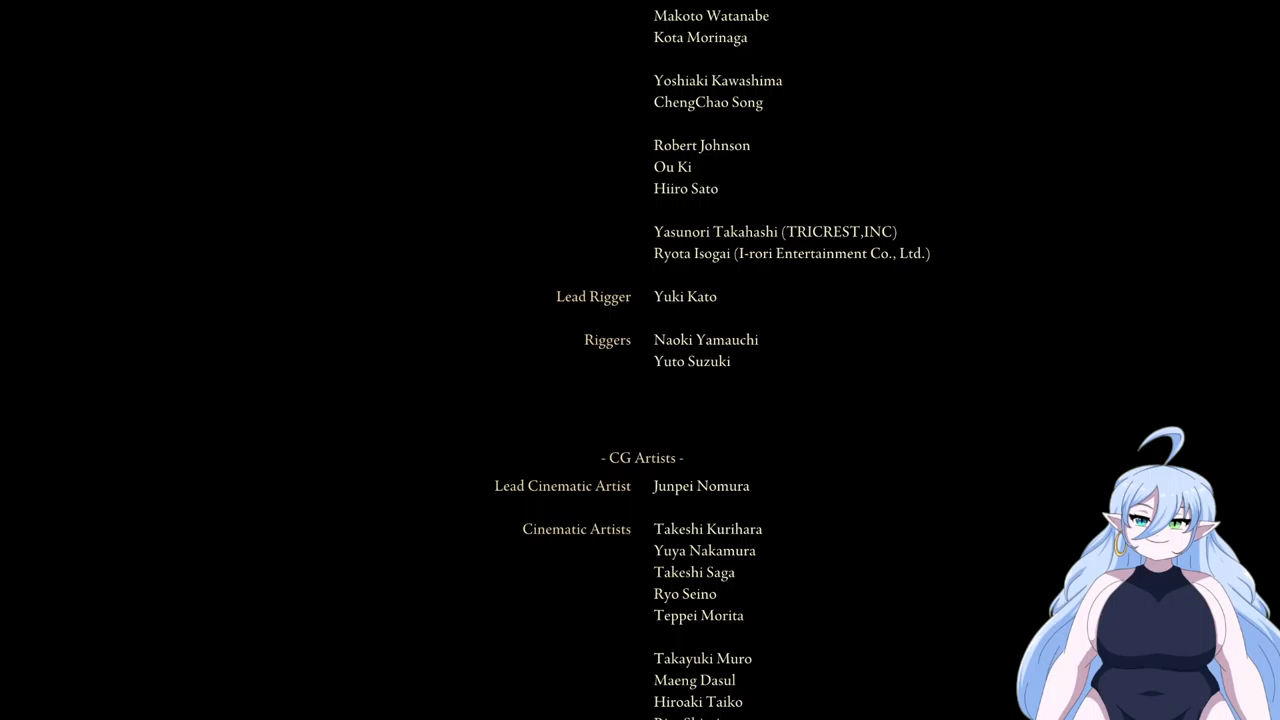 Makoto Watanabe
Kota Morinaga
Yoshiaki Kawashima
ChengChao Song
Robert Johnson
Ou Ki
Hiiro Sato
Yasunori Takahashi (TRICREST,INC)
Ryota Isogai (I-rori Entertainment Co., Ltd.)
Lead Rigger Yuki Kato
Riggers Naoki Yamauchi
Yuto Suzuki
- CG Artists -
Lead Cinematic Artist Junpei Nomura
Cinematic Artists Takeshi Kurihara
Yuya Nakamura
Takeshi Saga
Ryo Seino
Teppei Morita
Takayuki Muro
Maeng Dasul
Hiroaki Taiko